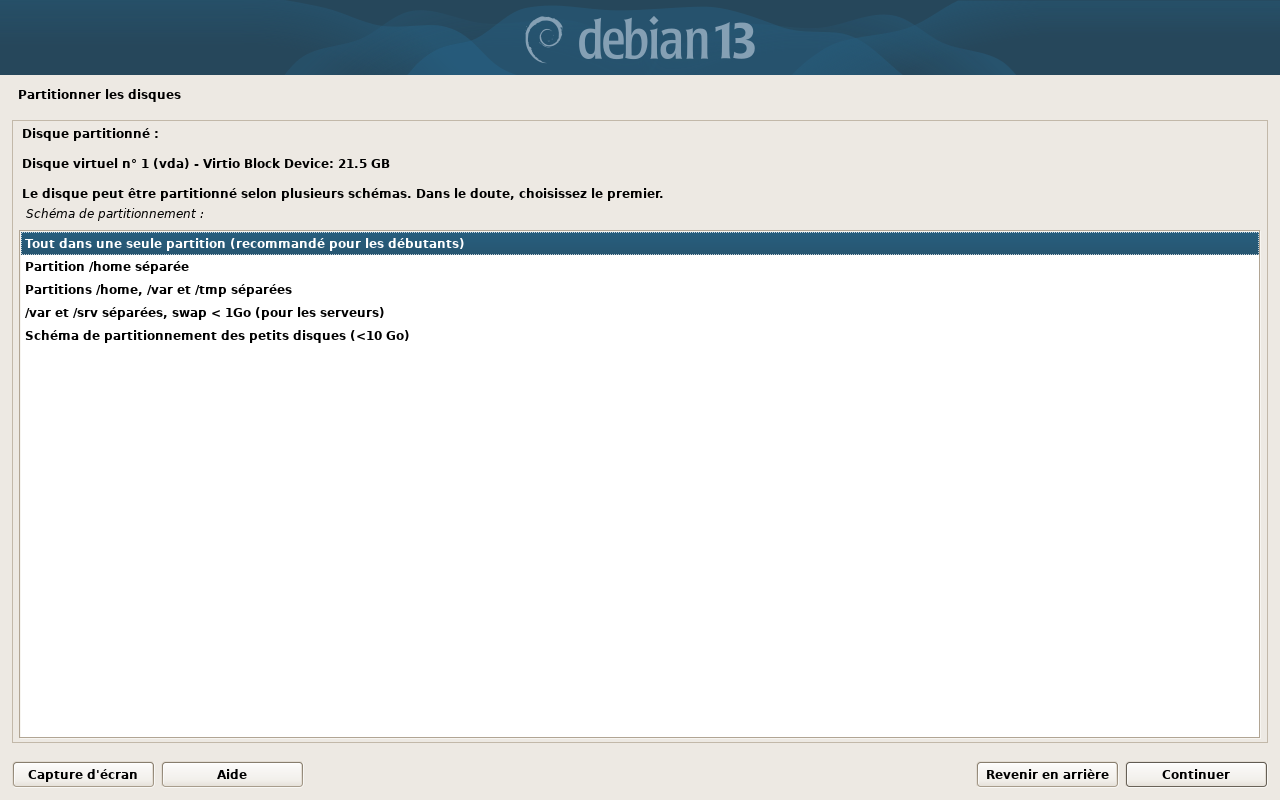 debian 13
Partitionner les disques
Disque partitionné :
Disque virtuel n° 1 (vda) - Virtio Block Device: 21.5 GB
Le disque peut être partitionné selon plusieurs schémas. Dans le doute, choisissez le premier.
Schéma de partitionnement :
Tout dans une seule partition (recommandé pour les débutants)
Partition /home séparée
Partitions /home, /var et /tmp séparées
/var et /srv séparées, swap < 1Go (pour les serveurs)
Schéma de partitionnement des petits disques (<10 Go)
Capture d'écran
Aide
Revenir en arrière
Continuer